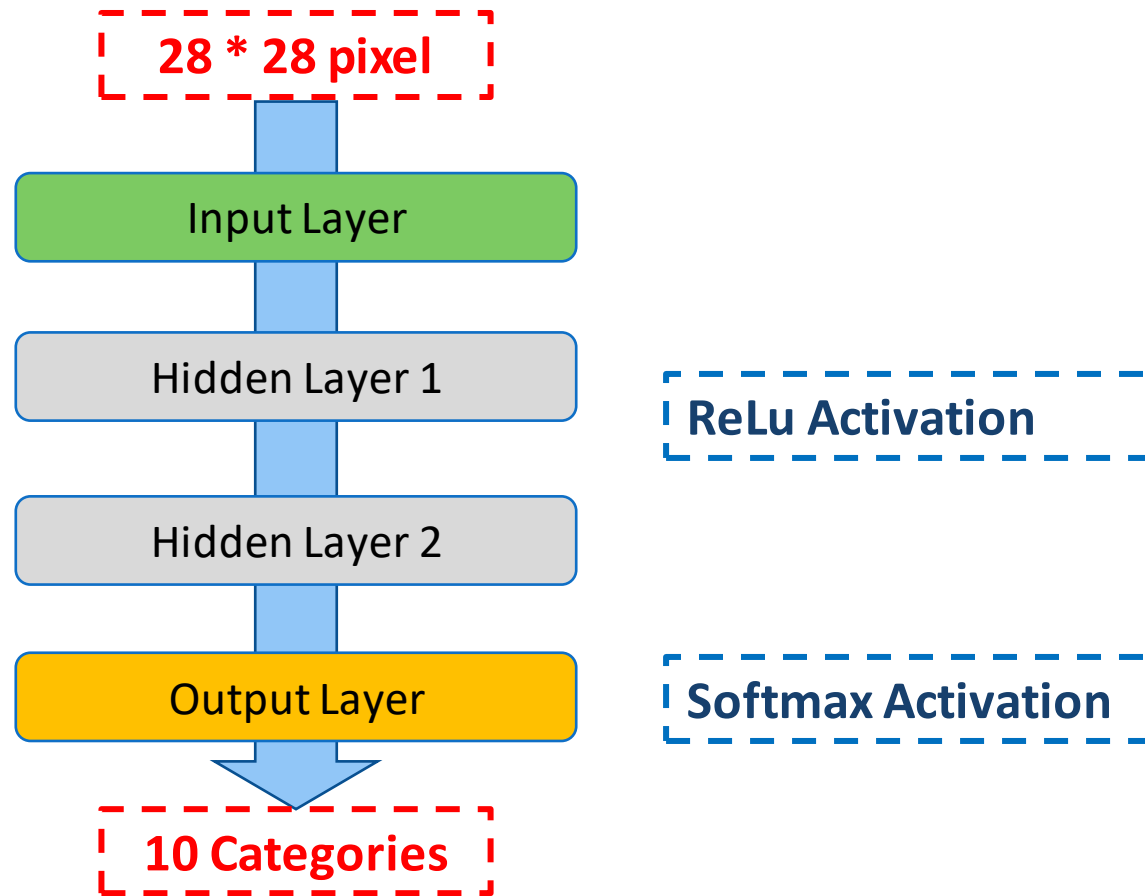 28 * 28 pixel
Input Layer
Hidden Layer 1
ReLu Activation
Hidden Layer 2
Output Layer
Softmax Activation
10 Categories